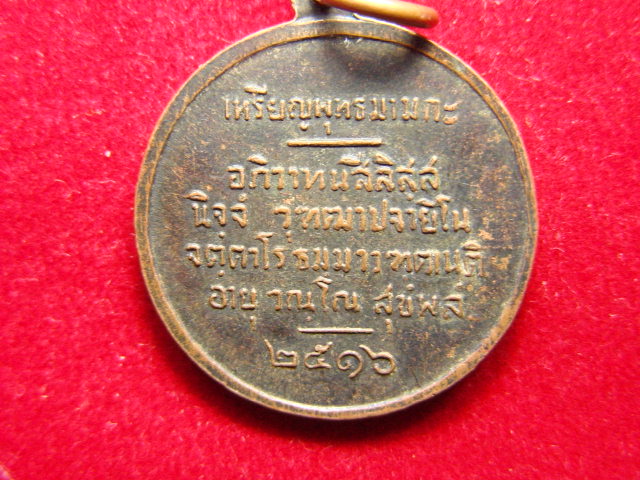 เหรียญพุทธมามกะ
อภิวาทนสีลิสฺส
นิจฺจํ วุฑฺฒาปจายิโน
จตฺตาโร ธมฺมา วฑฺฒนฺติ
อายุ วณฺโณ สุขํ พลํ
๒๕๑๖